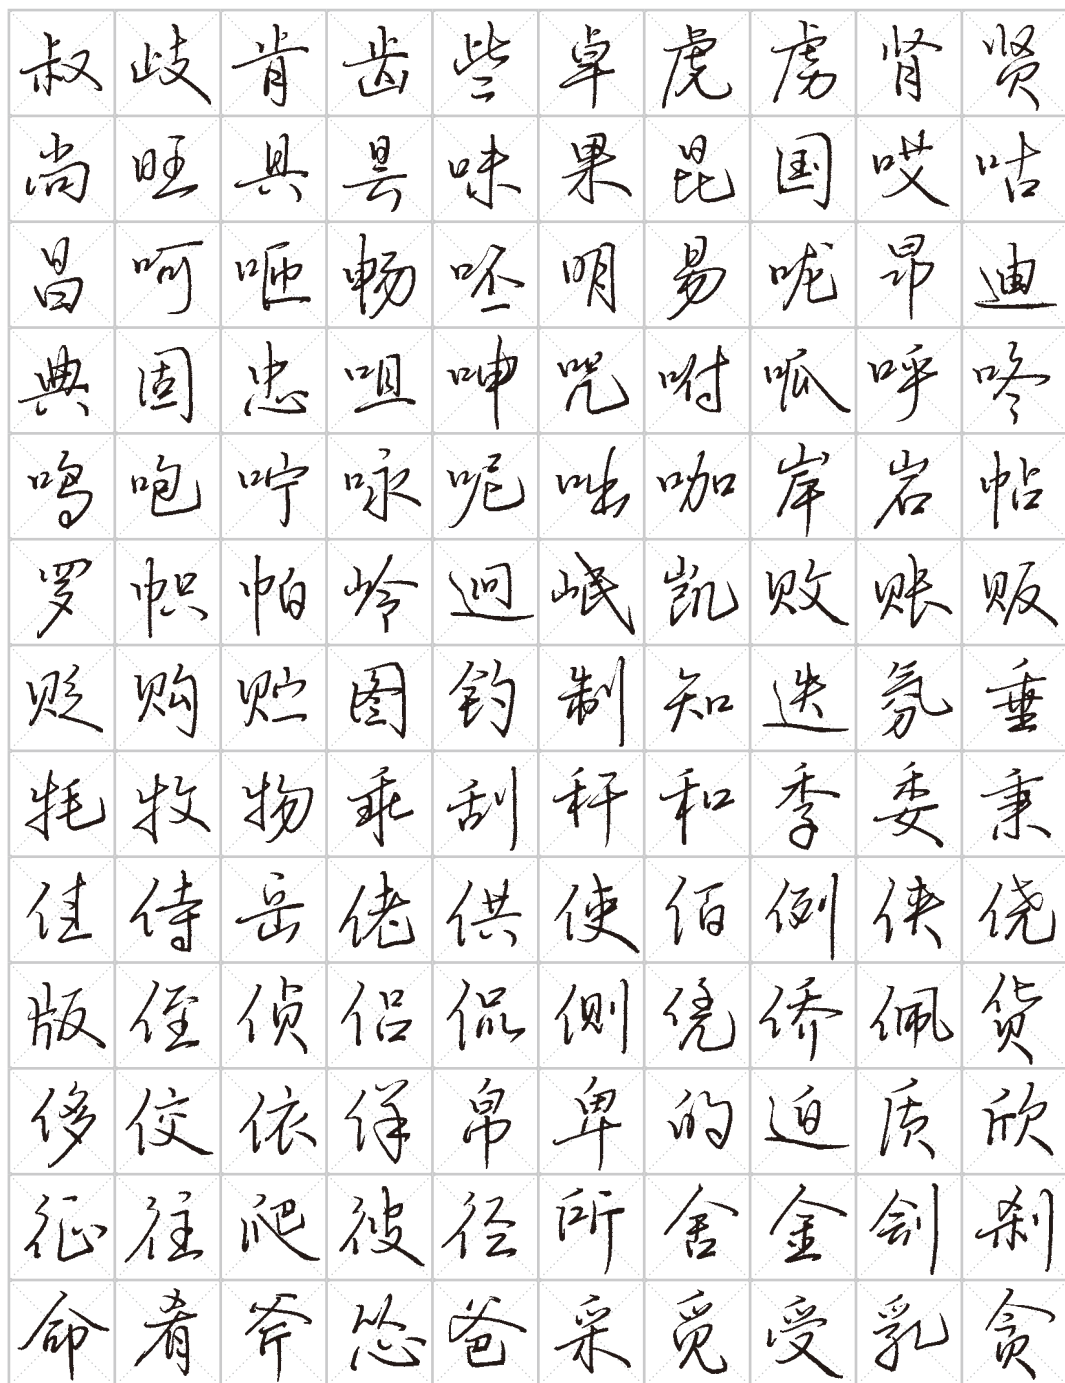 叔歧肯齿些卓虎虏肾贤
尚旺具昙味果昆国哎咕
昌呵咂畅呸明易咙昂迪
典固忠咀呻咒咐呱呼咚
鸣咆咛咏呢咄咖岸岩帖
罗帜帕岭迥岷凯败账贩
贬购贮图钓制知迭氛垂
牦牧物乖刮秆和季委秉
佳侍岳佬供使佰例侠侥
版侄侦侣侃侧凭侨佩货
侈佼依佯帛卑的迫质欣
征往爬彼径所舍金刽刹
命肴斧怂爸采觅受乳贪